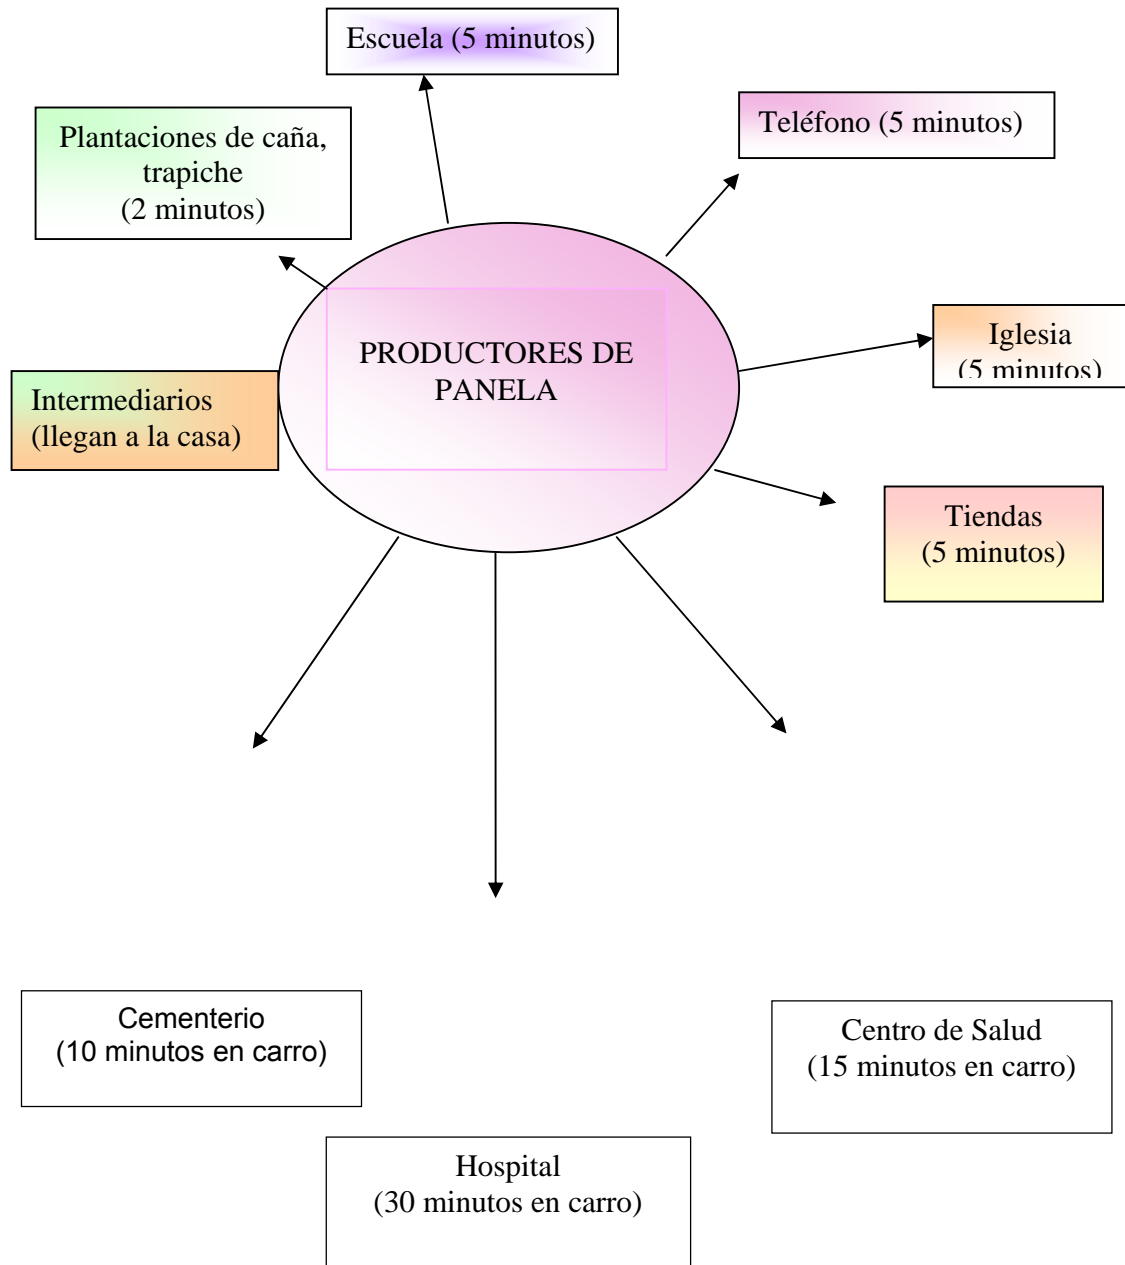 Escuela (5 minutos)
Teléfono (5 minutos)
Plantaciones de caña,
trapiche
(2 minutos)
Iglesia
(5 minutos)
PRODUCTORES DE
PANELA
Intermediarios
(llegan a la casa)
Tiendas
(5 minutos)
Cementerio
(10 minutos en carro)
Centro de Salud
(15 minutos en carro)
Hospital
(30 minutos en carro)